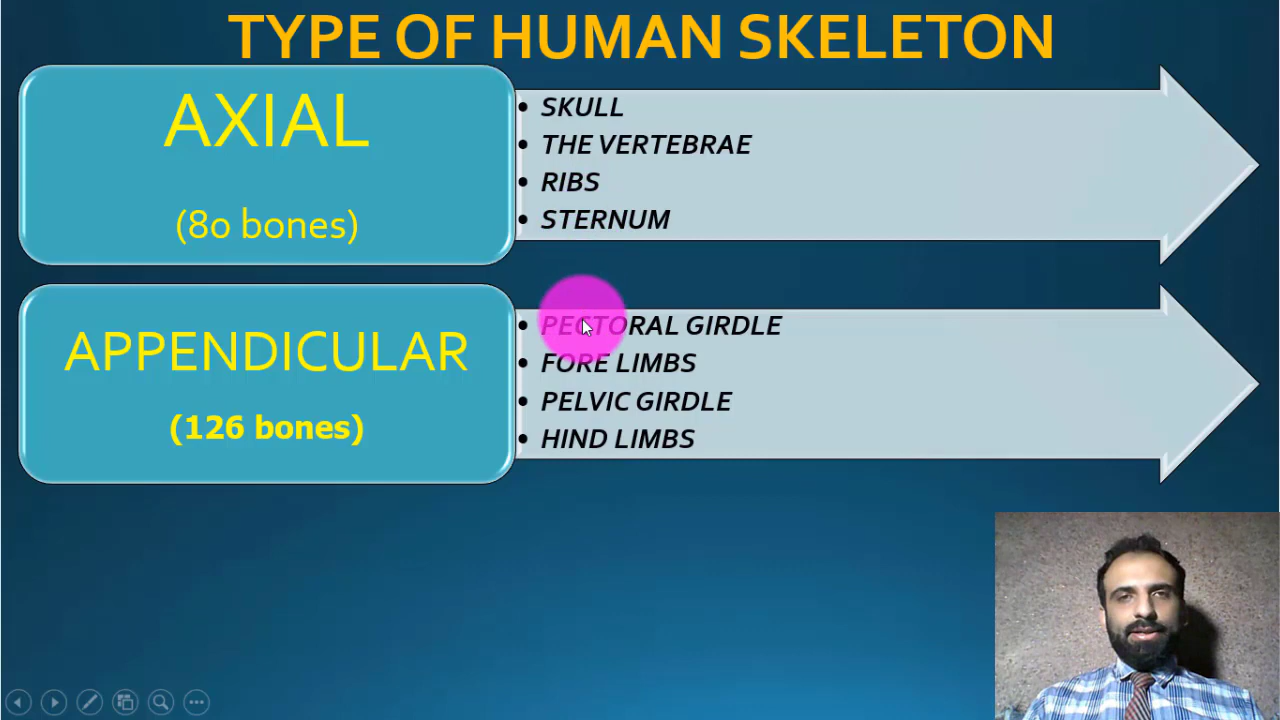 TYPE OF HUMAN SKELETON
AXIAL
(80 bones)
• SKULL
• THE VERTEBRAE
• RIBS
• STERNUM
APPENDICULAR
(126 bones)
• PECTORAL GIRDLE
• FORE LIMBS
• PELVIC GIRDLE
• HIND LIMBS